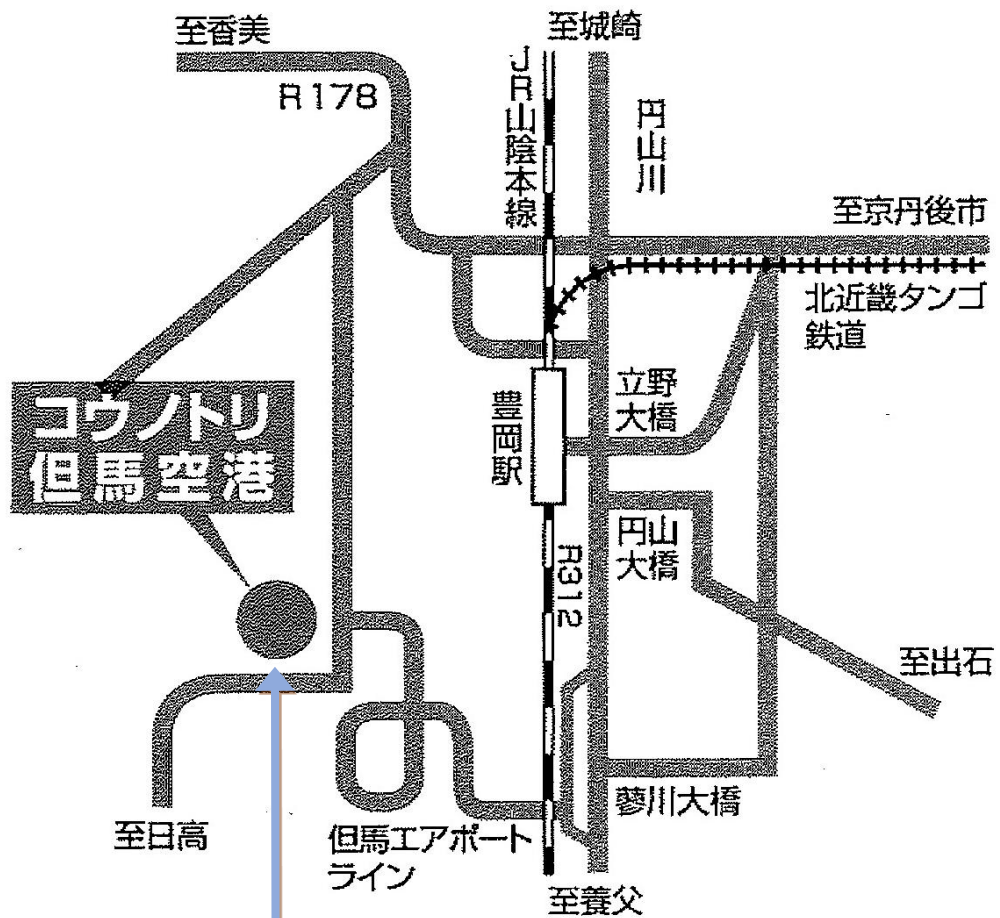 至香美
至城崎
R178
JR山陰本線
円山川
至京丹後市
北近畿タンゴ
鉄道
コウノトリ
但馬空港
豊岡駅
立野
大橋
円山
大橋
R312
至出石
至日高
但馬エアポート
ライン
蓼川大橋
至養父